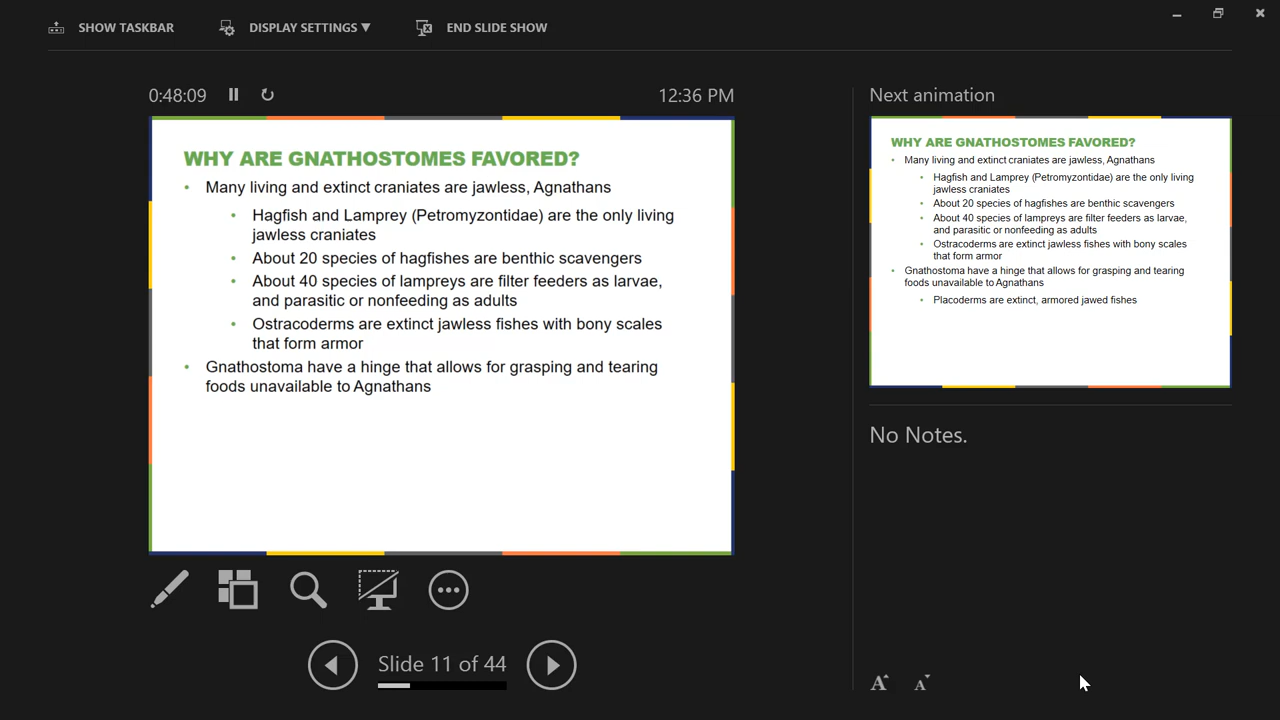 SHOW TASKBAR
DISPLAY SETTINGS ▼
END SLIDE SHOW
0:48:09
12:36 PM
WHY ARE GNATHOSTOMES FAVORED?
• Many living and extinct craniates are jawless, Agnathans
• Hagfish and Lamprey (Petromyzontidae) are the only living
jawless craniates
• About 20 species of hagfishes are benthic scavengers
• About 40 species of lampreys are filter feeders as larvae,
and parasitic or nonfeeding as adults
• Ostracoderms are extinct jawless fishes with bony scales
that form armor
• Gnathostoma have a hinge that allows for grasping and tearing
foods unavailable to Agnathans
Slide 11 of 44
Next animation
WHY ARE GNATHOSTOMES FAVORED?
• Many living and extinct craniates are jawless, Agnathans
• Hagfish and Lamprey (Petromyzontidae) are the only living
jawless craniates
• About 20 species of hagfishes are benthic scavengers
• About 40 species of lampreys are filter feeders as larvae,
and parasitic or nonfeeding as adults
• Ostracoderms are extinct jawless fishes with bony scales
that form armor
• Gnathostoma have a hinge that allows for grasping and tearing
foods unavailable to Agnathans
• Placoderms are extinct, armored jawed fishes
No Notes.
A A